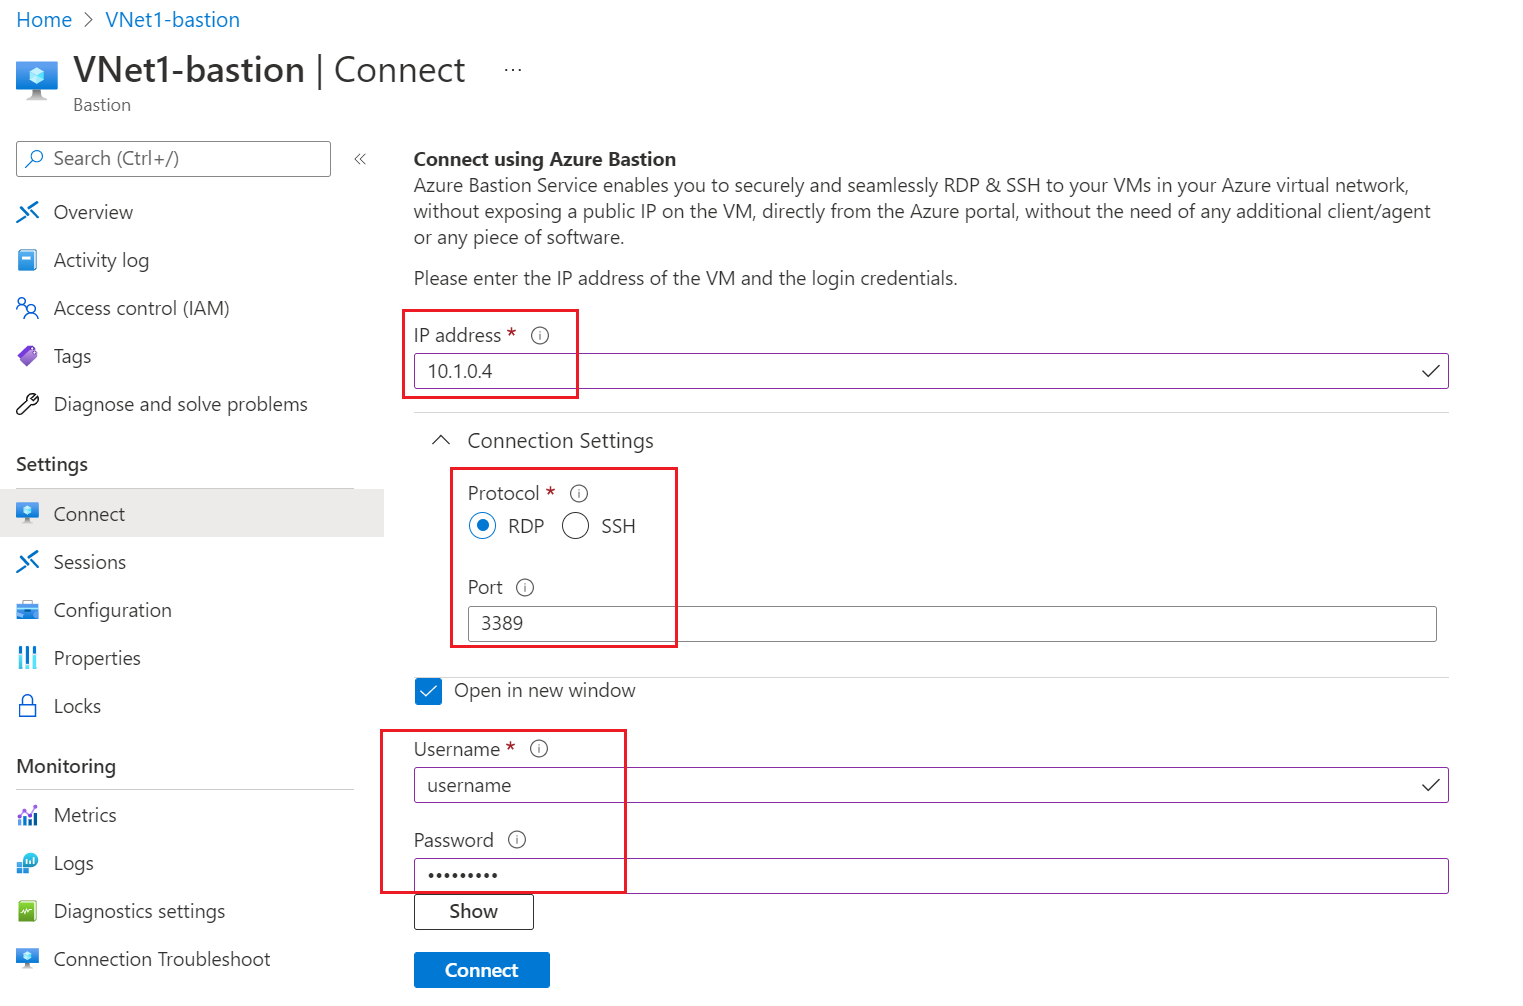 Home > VNet1-bastion
VNet1-bastion | Connect ...
Bastion
Search (Ctrl+/) «
Overview
Activity log
Access control (IAM)
Tags
Diagnose and solve problems
Settings
Connect
Sessions
Configuration
Properties
Locks
Monitoring
Metrics
Logs
Diagnostics settings
Connection Troubleshoot
Connect using Azure Bastion
Azure Bastion Service enables you to securely and seamlessly RDP & SSH to your VMs in your Azure virtual network,
without exposing a public IP on the VM, directly from the Azure portal, without the need of any additional client/agent
or any piece of software.
Please enter the IP address of the VM and the login credentials.
IP address *
10.1.0.4
Connection Settings
Protocol *
RDP SSH
Port
3389
Open in new window
Username *
username
Password
•••••••••
Show
Connect